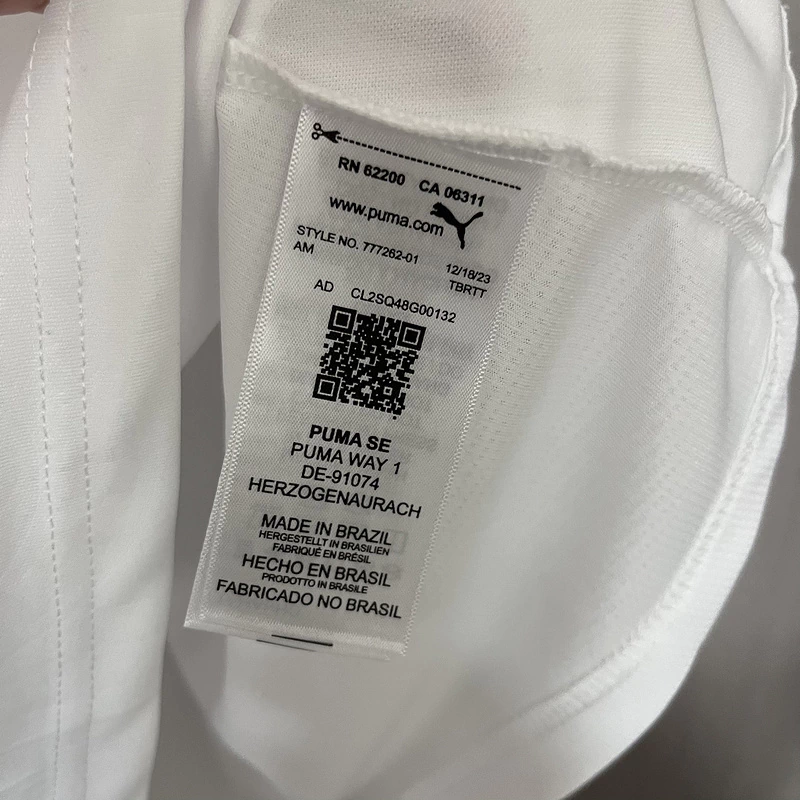 RN 62200 CA 06311
www.puma.com
STYLE NO. 777262-01 12/18/23
AM TBRTT
AD CL2SQ48G00132
PUMA SE
PUMA WAY 1
DE-91074
HERZOGENAURACH
MADE IN BRAZIL
HERGESTELLT IN BRASILIEN
FABRIQUÉ EN BRÉSIL
HECHO EN BRASIL
PRODOTTO IN BRASILE
FABRICADO NO BRASIL